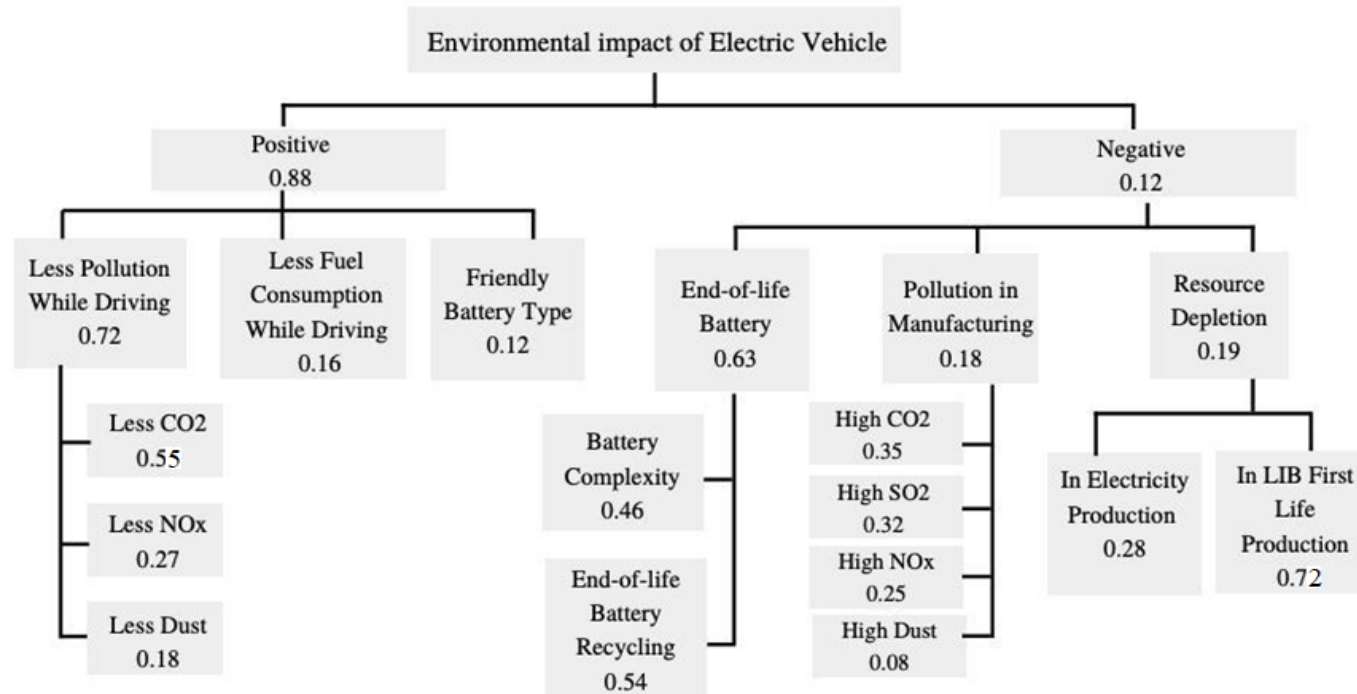 Environmental impact of Electric Vehicle
Positive
0.88
Negative
0.12
Less Pollution
While Driving
0.72
Less Fuel
Consumption
While Driving
0.16
Friendly
Battery Type
0.12
End-of-life
Battery
0.63
Pollution in
Manufacturing
0.18
Resource
Depletion
0.19
Less CO2
0.55
Less NOx
0.27
Less Dust
0.18
Battery
Complexity
0.46
End-of-life
Battery
Recycling
0.54
High CO2
0.35
High SO2
0.32
High NOx
0.25
High Dust
0.08
In Electricity
Production
0.28
In LIB First
Life
Production
0.72